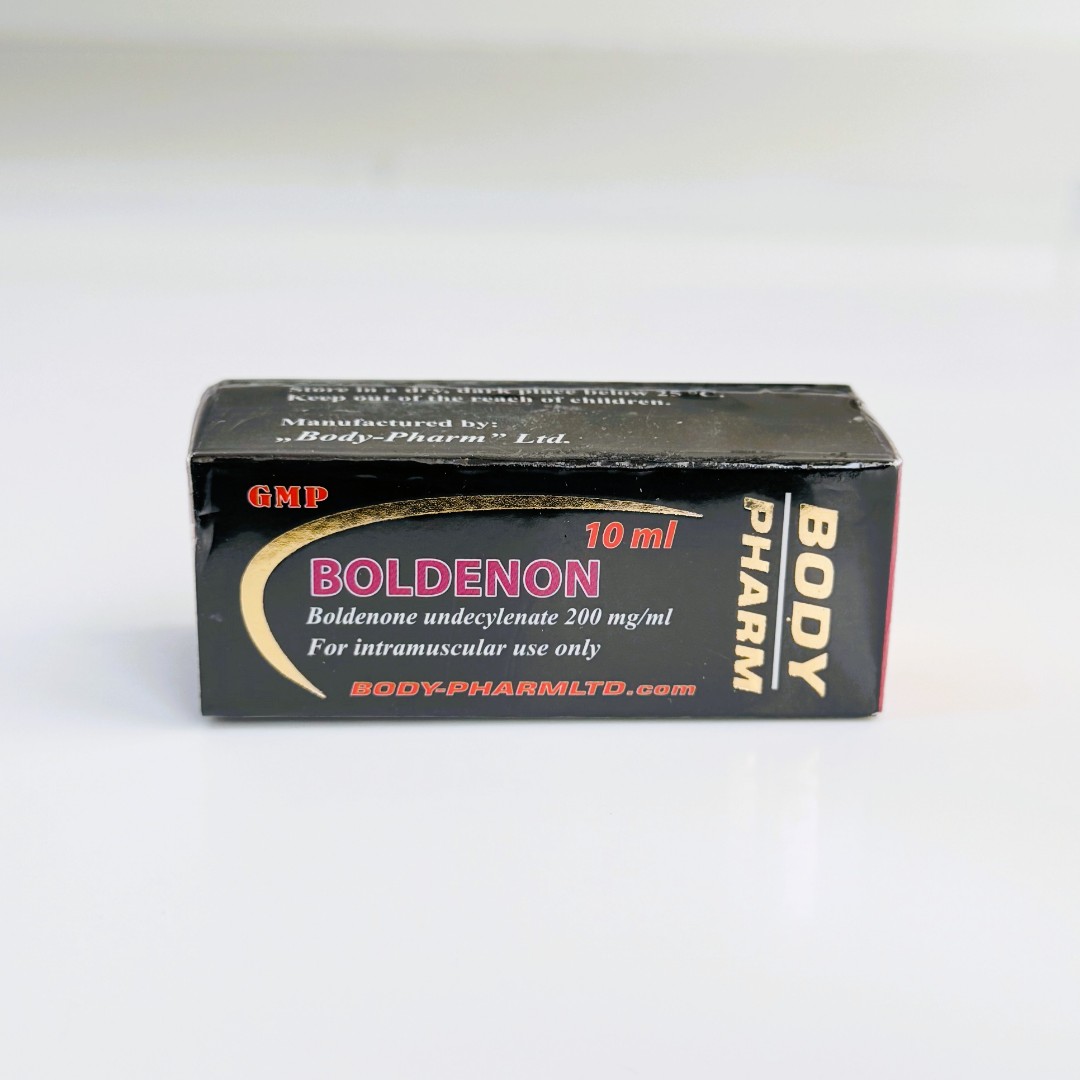 Store in a dry, dark place below 25 °C.
Keep out of the reach of children.
Manufactured by:
„Body-Pharm” Ltd.
GMP
10 ml
BOLDENON
Boldenone undecylenate 200 mg/ml
For intramuscular use only
BODY-PHARMLTD.com
BODY
PHARM